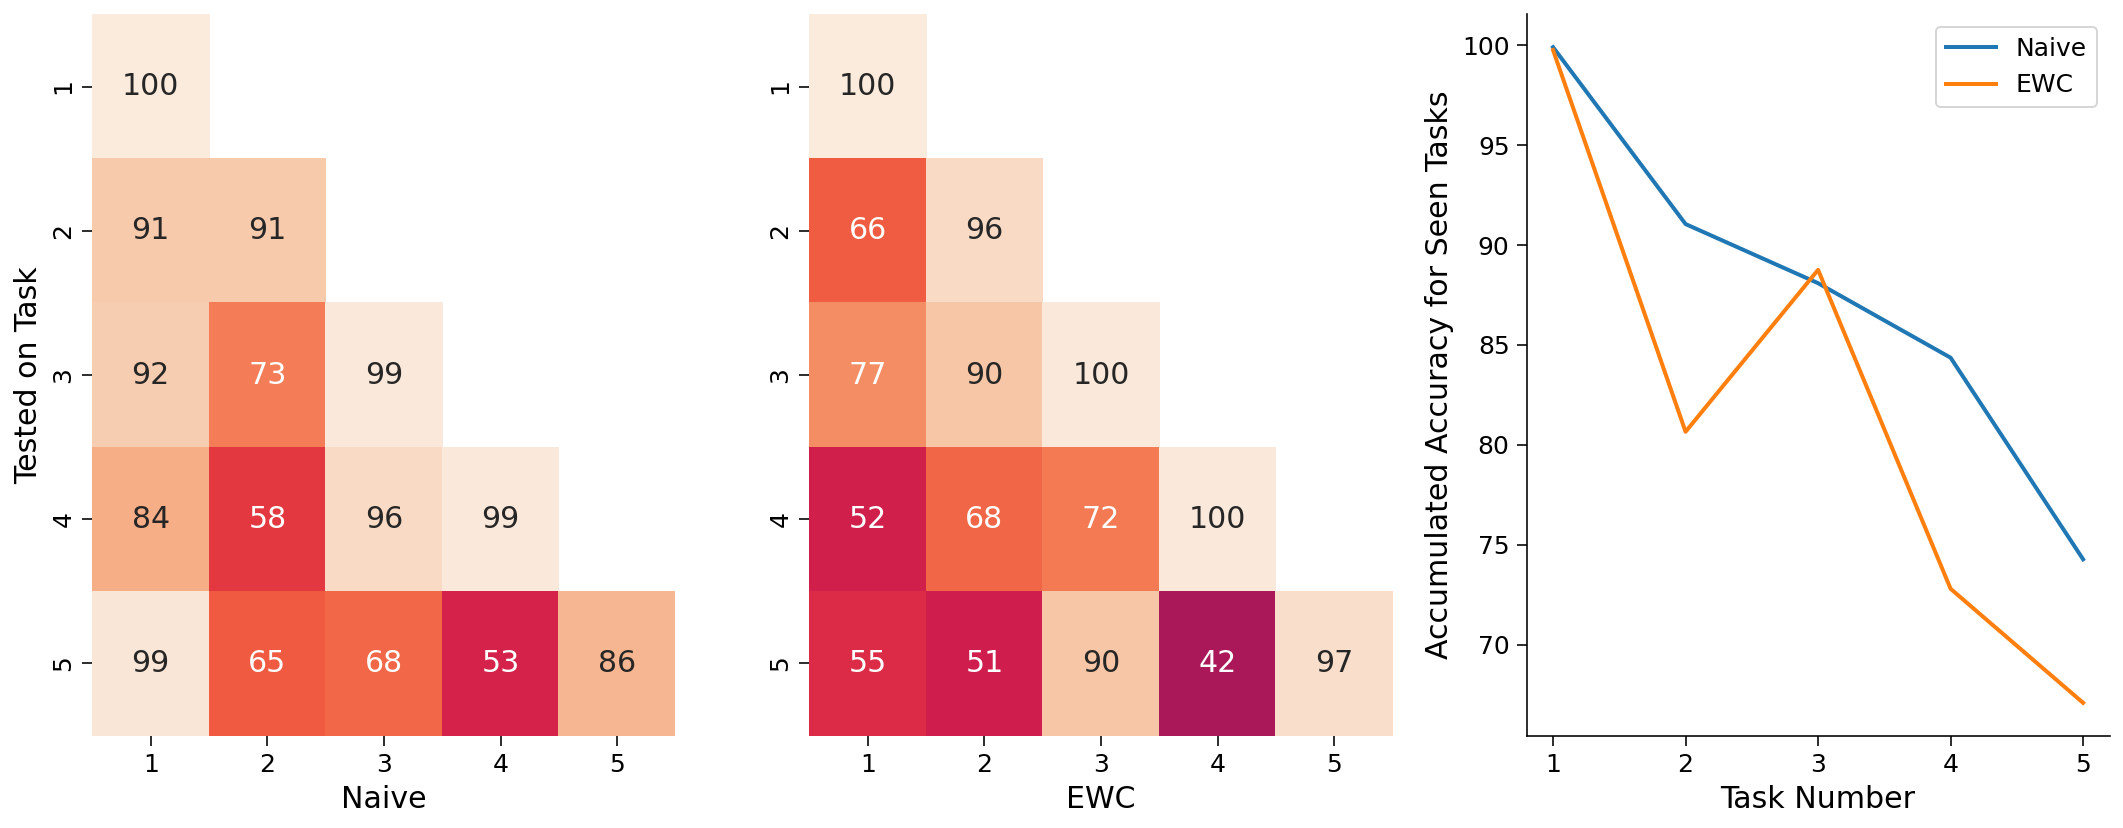 Tested on Task
1
2
3
4
5
100
91 91
92 73 99
84 58 96 99
99 65 68 53 86
1 2 3 4 5
Naive
1
2
3
4
5
100
66 96
77 90 100
52 68 72 100
55 51 90 42 97
1 2 3 4 5
EWC
Accumulated Accuracy for Seen Tasks
100
95
90
85
80
75
70
Naive
EWC
1 2 3 4 5
Task Number